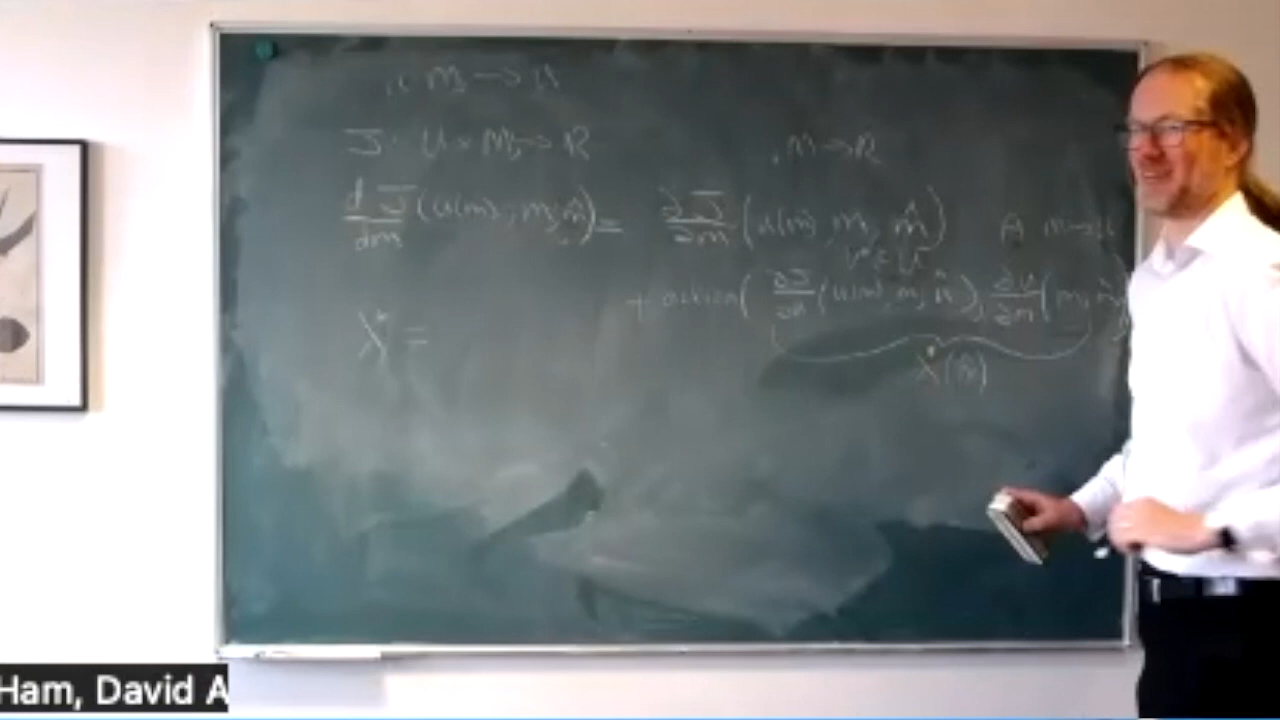 M → U
J : U × M → ℝ
M → ℝ
d/dm J(u(m), m; m̂) = ∂J/∂m (u(m), m; m̂)
+ action( ∂J/∂u (u(m), m; û), ∂u/∂m (m; m̂)
X* =
X*(m̂)
Ham, David A